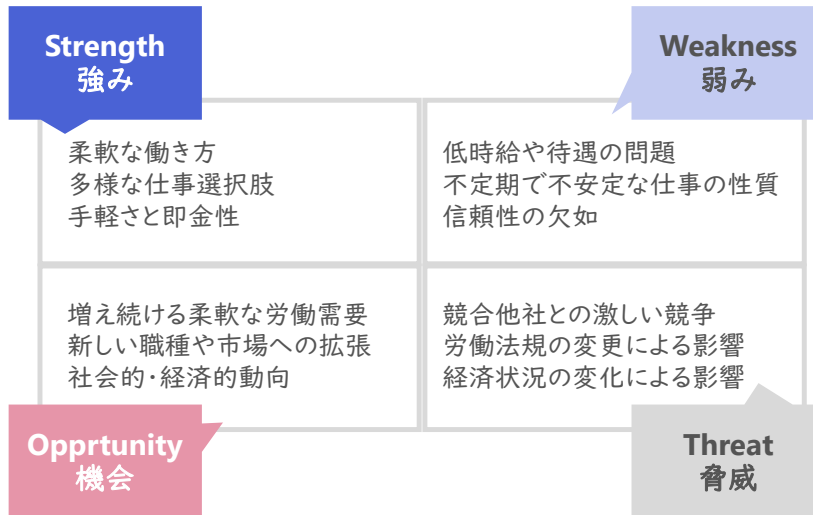 Strength
強み
Weakness
弱み
柔軟な働き方
多様な仕事選択肢
手軽さと即金性
低時給や待遇の問題
不定期で不安定な仕事の性質
信頼性の欠如
増え続ける柔軟な労働需要
新しい職種や市場への拡張
社会的・経済的動向
競合他社との激しい競争
労働法規の変更による影響
経済状況の変化による影響
Opprtunity
機会
Threat
脅威